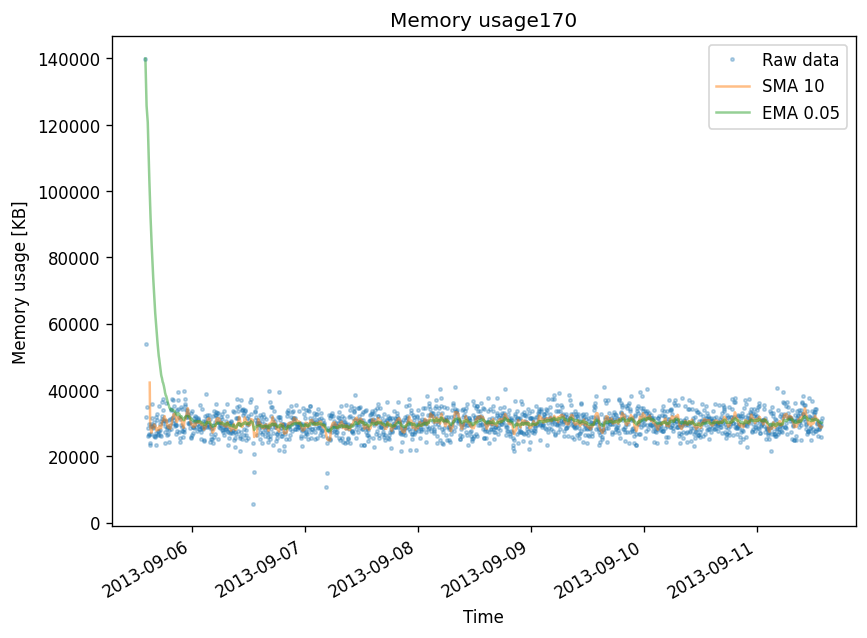 Memory usage170
Raw data
SMA 10
EMA 0.05
Memory usage [KB]
140000
120000
100000
80000
60000
40000
20000
0
2013-09-06
2013-09-07
2013-09-08
2013-09-09
2013-09-10
2013-09-11
Time